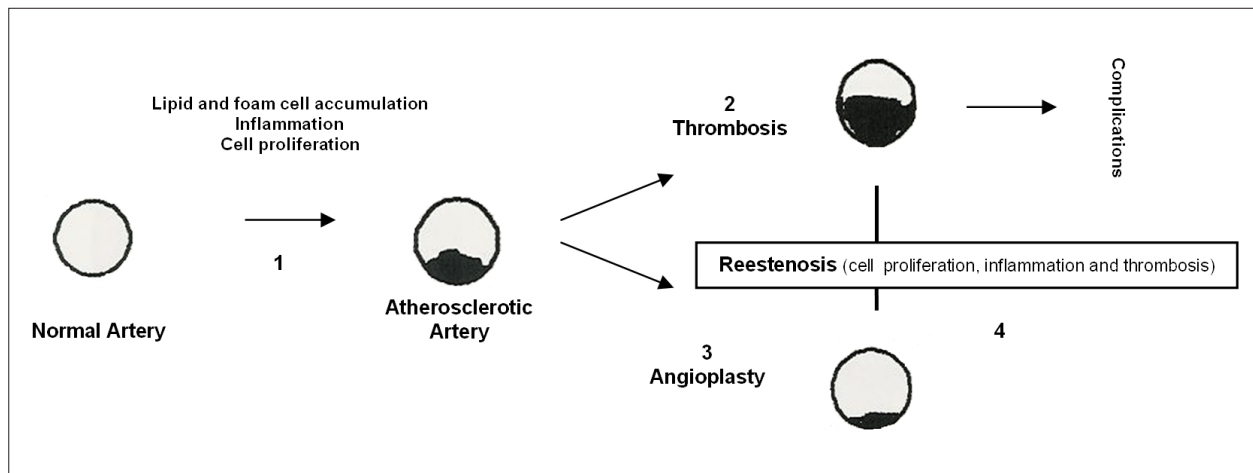 Lipid and foam cell accumulation
Inflammation
Cell proliferation
1
Normal Artery
Atherosclerotic
Artery
2
Thrombosis
Complications
Reestenosis (cell proliferation, inflammation and thrombosis)
3
Angioplasty
4